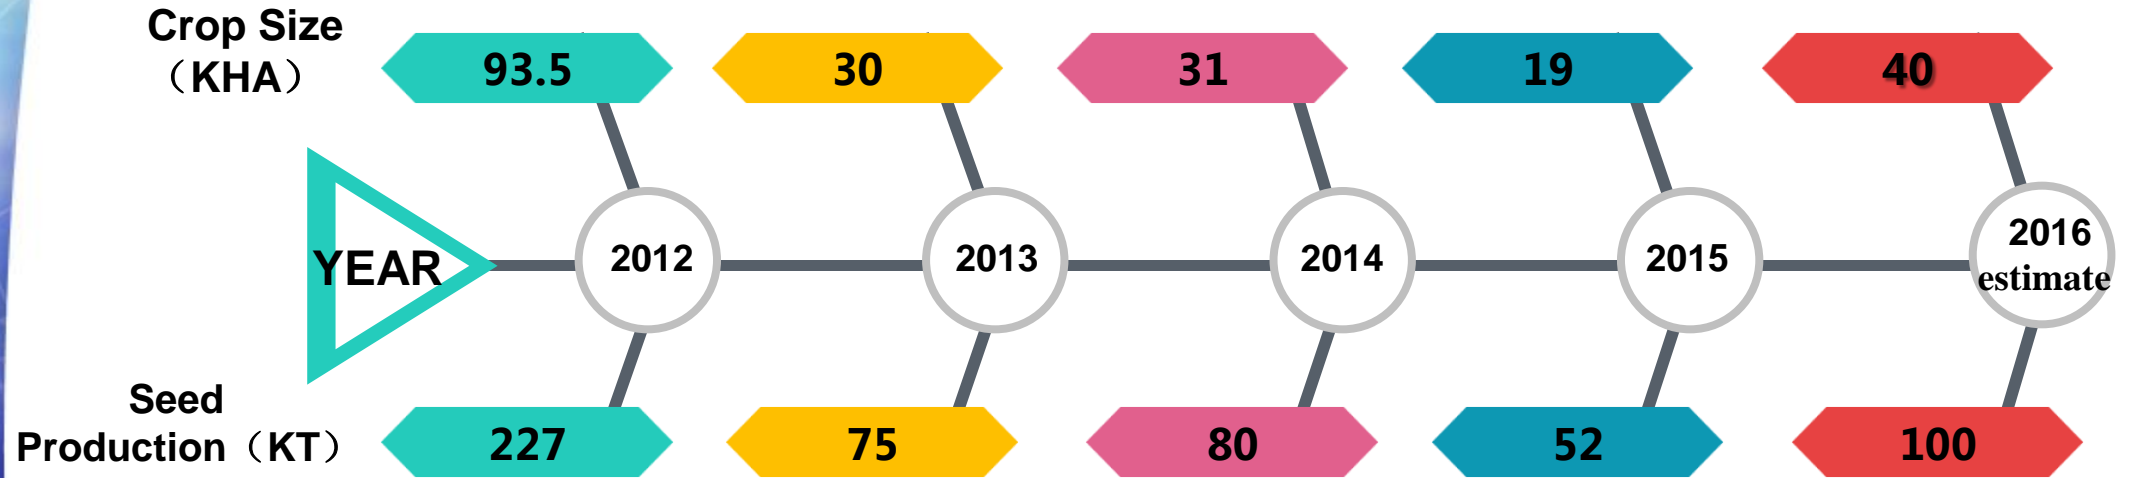 Crop Size
（KHA）
93.5
30
31
19
40
YEAR
2012
2013
2014
2015
2016
estimate
Seed
Production（KT）
227
75
80
52
100